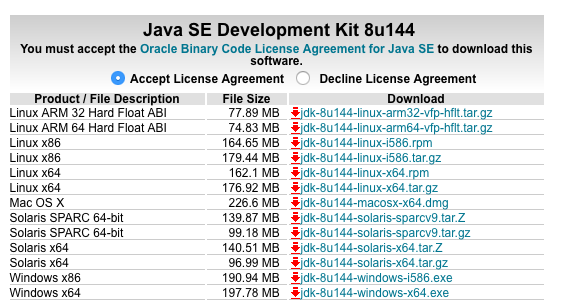 Java SE Development Kit 8u144
You must accept the Oracle Binary Code License Agreement for Java SE to download this
software.
Accept License Agreement Decline License Agreement
Product / File Description File Size Download
Linux ARM 32 Hard Float ABI 77.89 MB jdk-8u144-linux-arm32-vfp-hflt.tar.gz
Linux ARM 64 Hard Float ABI 74.83 MB jdk-8u144-linux-arm64-vfp-hflt.tar.gz
Linux x86 164.65 MB jdk-8u144-linux-i586.rpm
Linux x86 179.44 MB jdk-8u144-linux-i586.tar.gz
Linux x64 162.1 MB jdk-8u144-linux-x64.rpm
Linux x64 176.92 MB jdk-8u144-linux-x64.tar.gz
Mac OS X 226.6 MB jdk-8u144-macosx-x64.dmg
Solaris SPARC 64-bit 139.87 MB jdk-8u144-solaris-sparcv9.tar.Z
Solaris SPARC 64-bit 99.18 MB jdk-8u144-solaris-sparcv9.tar.gz
Solaris x64 140.51 MB jdk-8u144-solaris-x64.tar.Z
Solaris x64 96.99 MB jdk-8u144-solaris-x64.tar.gz
Windows x86 190.94 MB jdk-8u144-windows-i586.exe
Windows x64 197.78 MB jdk-8u144-windows-x64.exe